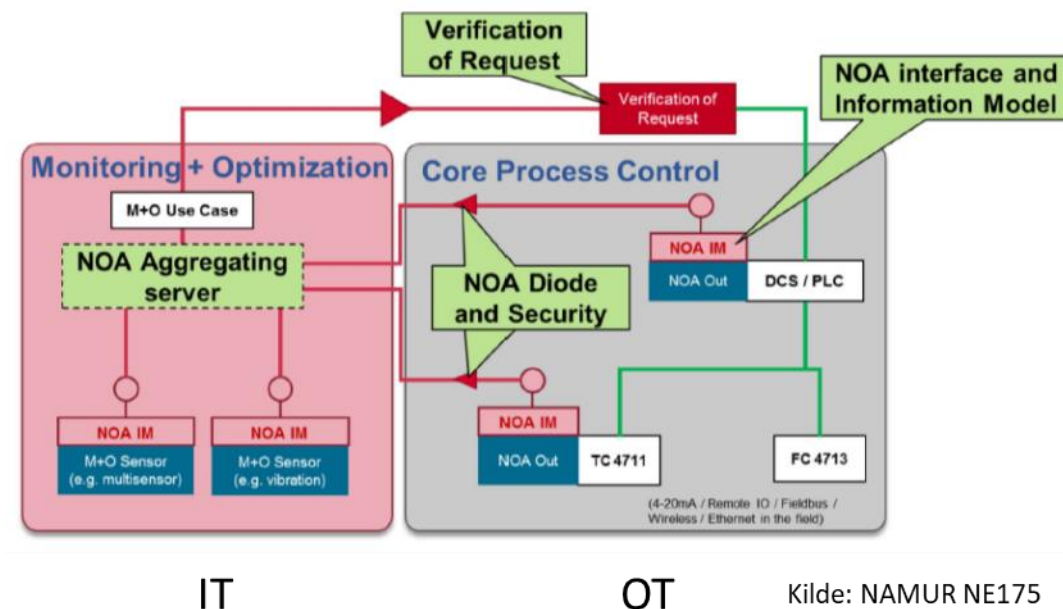 Verification
of Request
Verification of
Request
NOA interface and
Information Model
Monitoring + Optimization
Core Process Control
M+O Use Case
NOA Aggregating
server
NOA Diode
and Security
NOA IM
NOA Out
DCS / PLC
NOA IM
M+O Sensor
(e.g. multisensor)
NOA IM
M+O Sensor
(e.g. vibration)
NOA IM
NOA Out
TC 4711
FC 4713
(4-20mA / Remote IO / Fieldbus /
Wireless / Ethernet in the field)
IT
OT
Kilde: NAMUR NE175